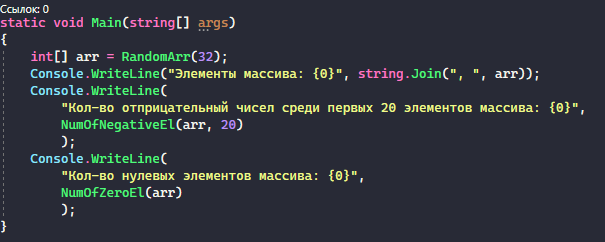 Ссылок: 0
static void Main(string[] args)
{
int[] arr = RandomArr(32);
Console.WriteLine("Элементы массива: {0}", string.Join(", ", arr));
Console.WriteLine(
"Кол-во отприцательный чисел среди первых 20 элементов массива: {0}",
NumOfNegativeEl(arr, 20)
);
Console.WriteLine(
"Кол-во нулевых элементов массива: {0}",
NumOfZeroEl(arr)
);
}